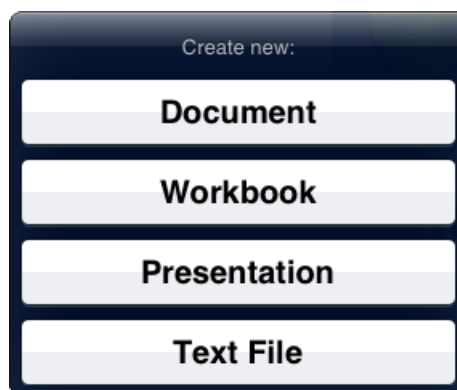 Create new:
Document
Workbook
Presentation
Text File